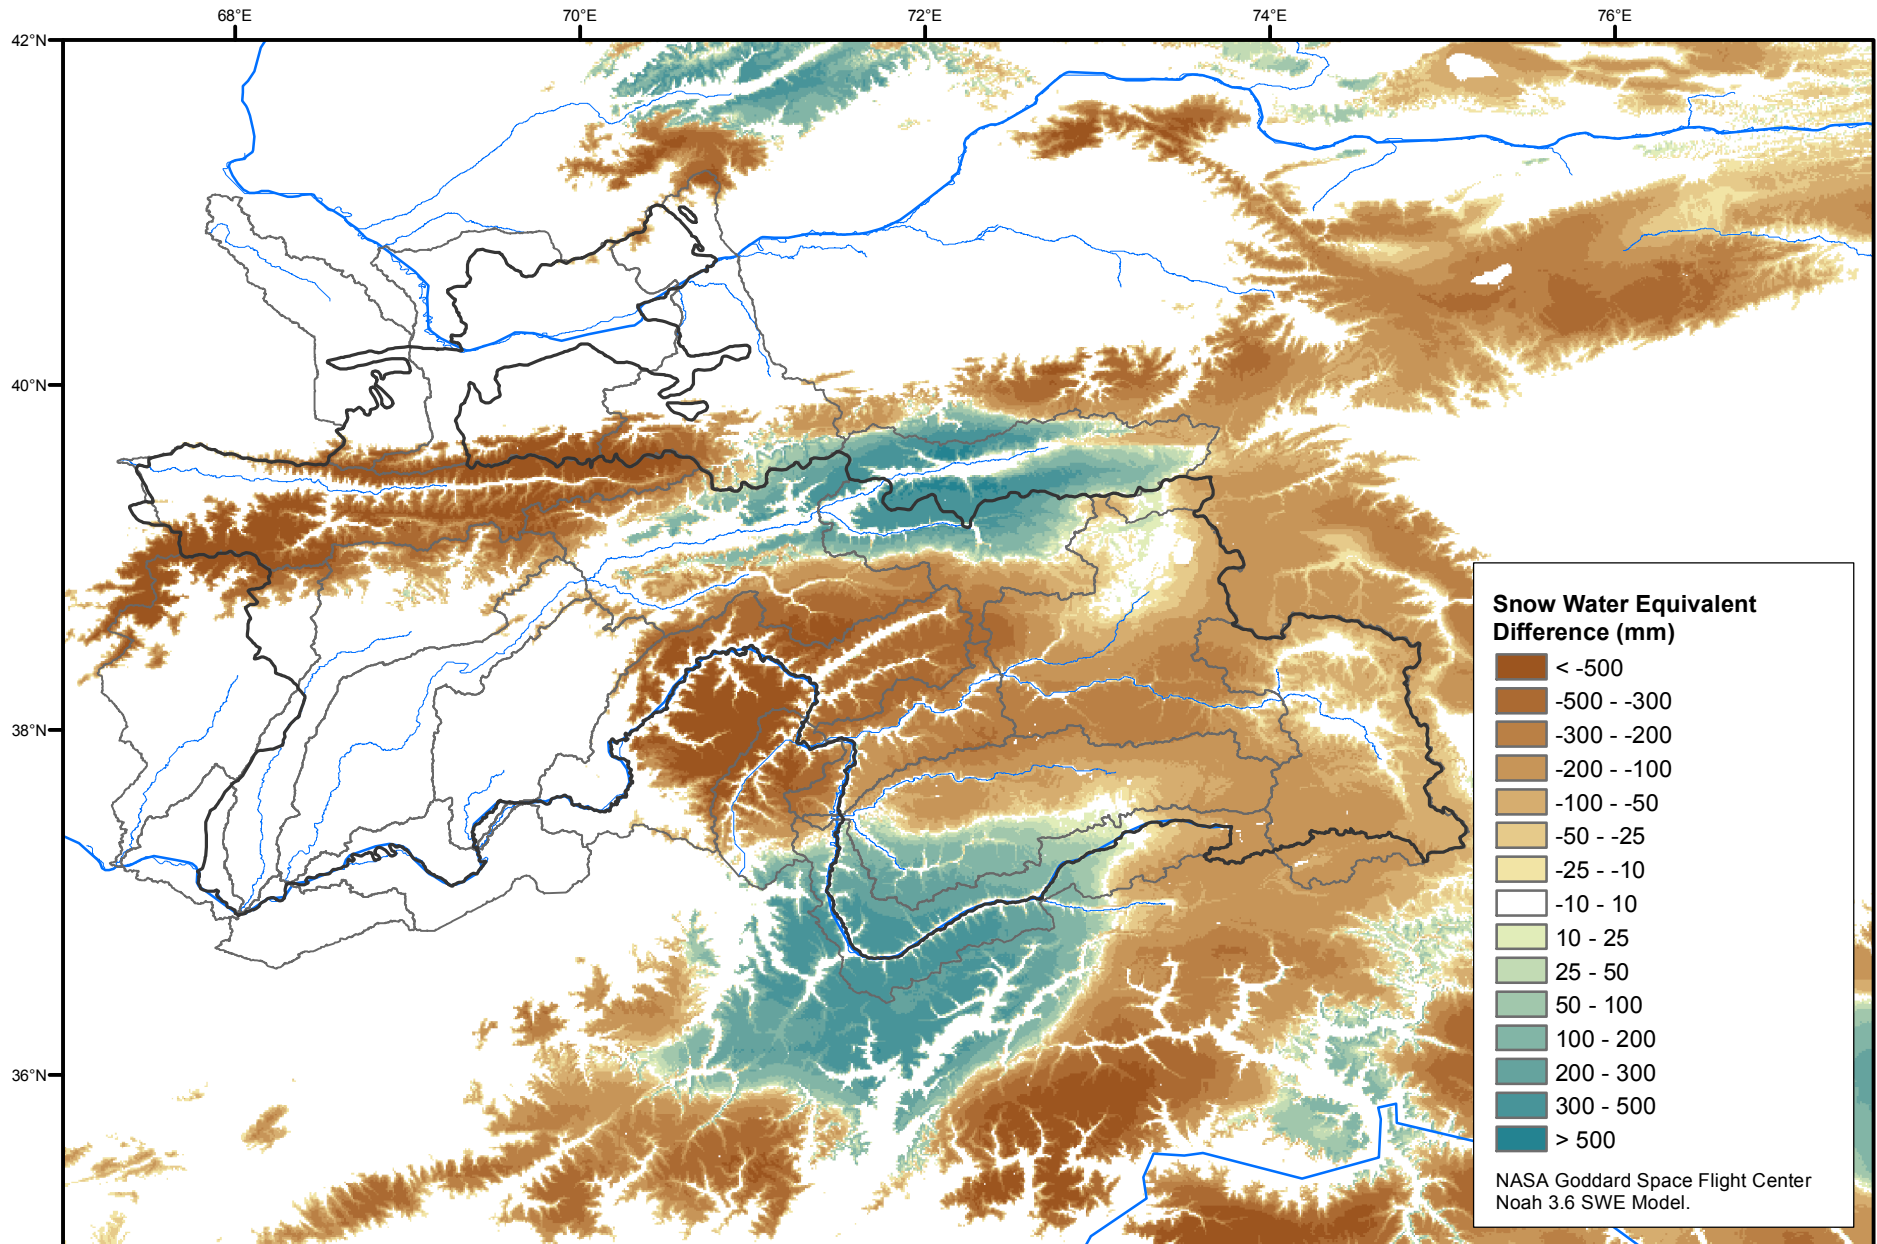 68°E
70°E
72°E
74°E
76°E
42°N
40°N
38°N
36°N
Snow Water Equivalent
Difference (mm)
< -500
-500 - -300
-300 - -200
-200 - -100
-100 - -50
-50 - -25
-25 - -10
-10 - 10
10 - 25
25 - 50
50 - 100
100 - 200
200 - 300
300 - 500
> 500
NASA Goddard Space Flight Center
Noah 3.6 SWE Model.